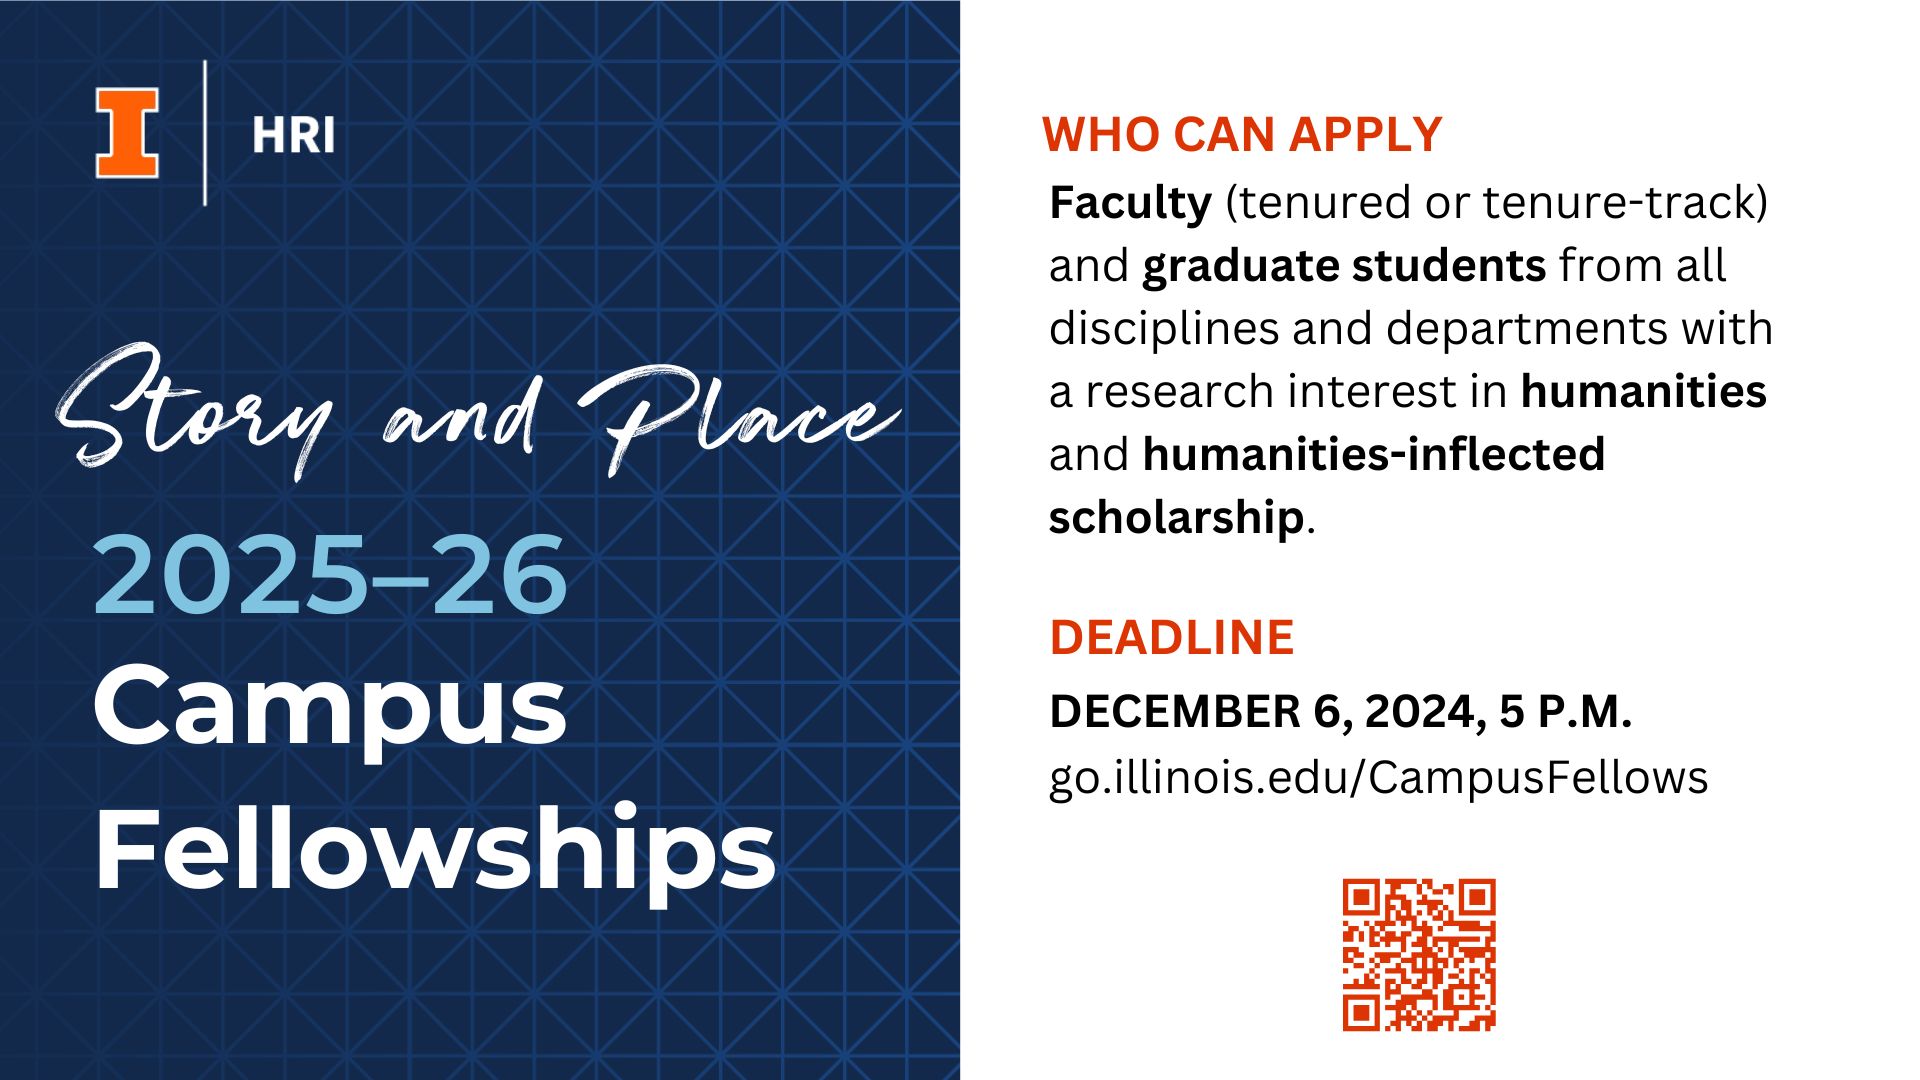 I
HRI
Story and Place
2025–26
Campus
Fellowships
WHO CAN APPLY
Faculty (tenured or tenure-track)
and graduate students from all
disciplines and departments with
a research interest in humanities
and humanities-inflected
scholarship.
DEADLINE
DECEMBER 6, 2024, 5 P.M.
go.illinois.edu/CampusFellows